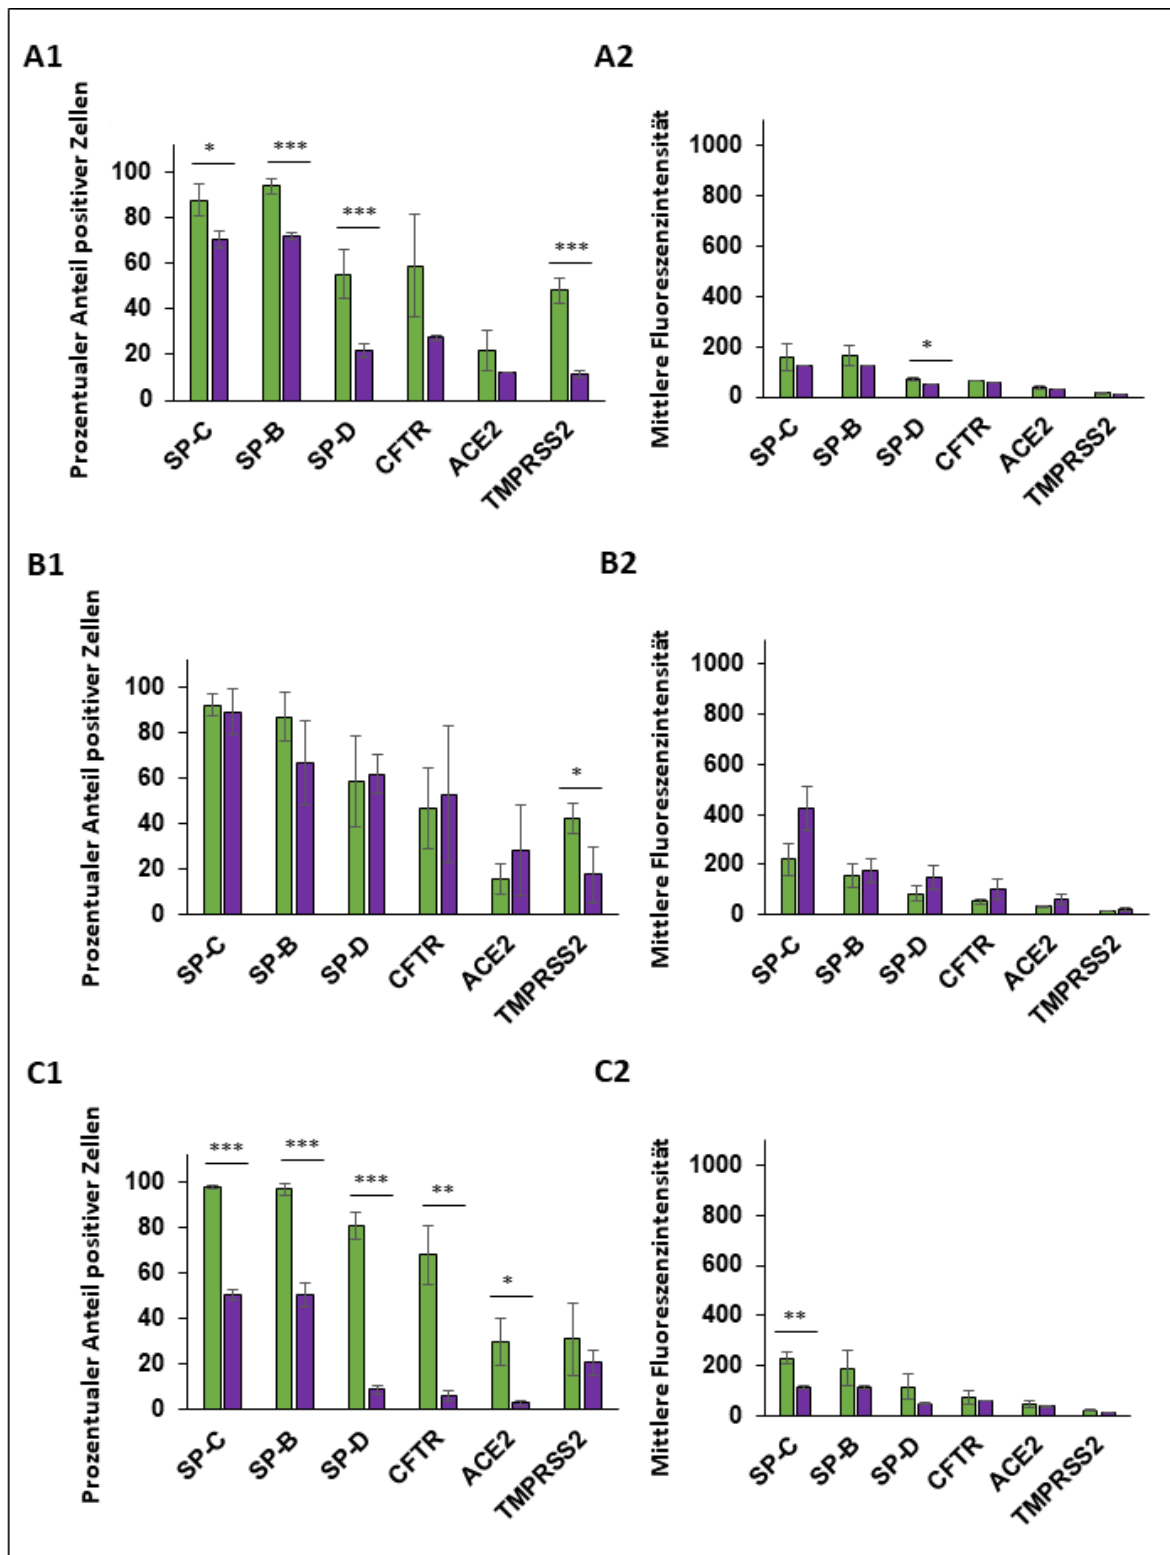 A1
Prozentualer Anteil positiver Zellen
100
80
60
40
20
0
*
***
***
***
SP-C
SP-B
SP-D
CFTR
ACE2
TMPRSS2
A2
Mittlere Fluoreszenzintensität
1000
800
600
400
200
0
*
SP-C
SP-B
SP-D
CFTR
ACE2
TMPRSS2
B1
Prozentualer Anteil positiver Zellen
100
80
60
40
20
0
*
SP-C
SP-B
SP-D
CFTR
ACE2
TMPRSS2
B2
Mittlere Fluoreszenzintensität
1000
800
600
400
200
0
SP-C
SP-B
SP-D
CFTR
ACE2
TMPRSS2
C1
Prozentualer Anteil positiver Zellen
100
80
60
40
20
0
***
***
***
**
*
SP-C
SP-B
SP-D
CFTR
ACE2
TMPRSS2
C2
Mittlere Fluoreszenzintensität
1000
800
600
400
200
0
**
SP-C
SP-B
SP-D
CFTR
ACE2
TMPRSS2